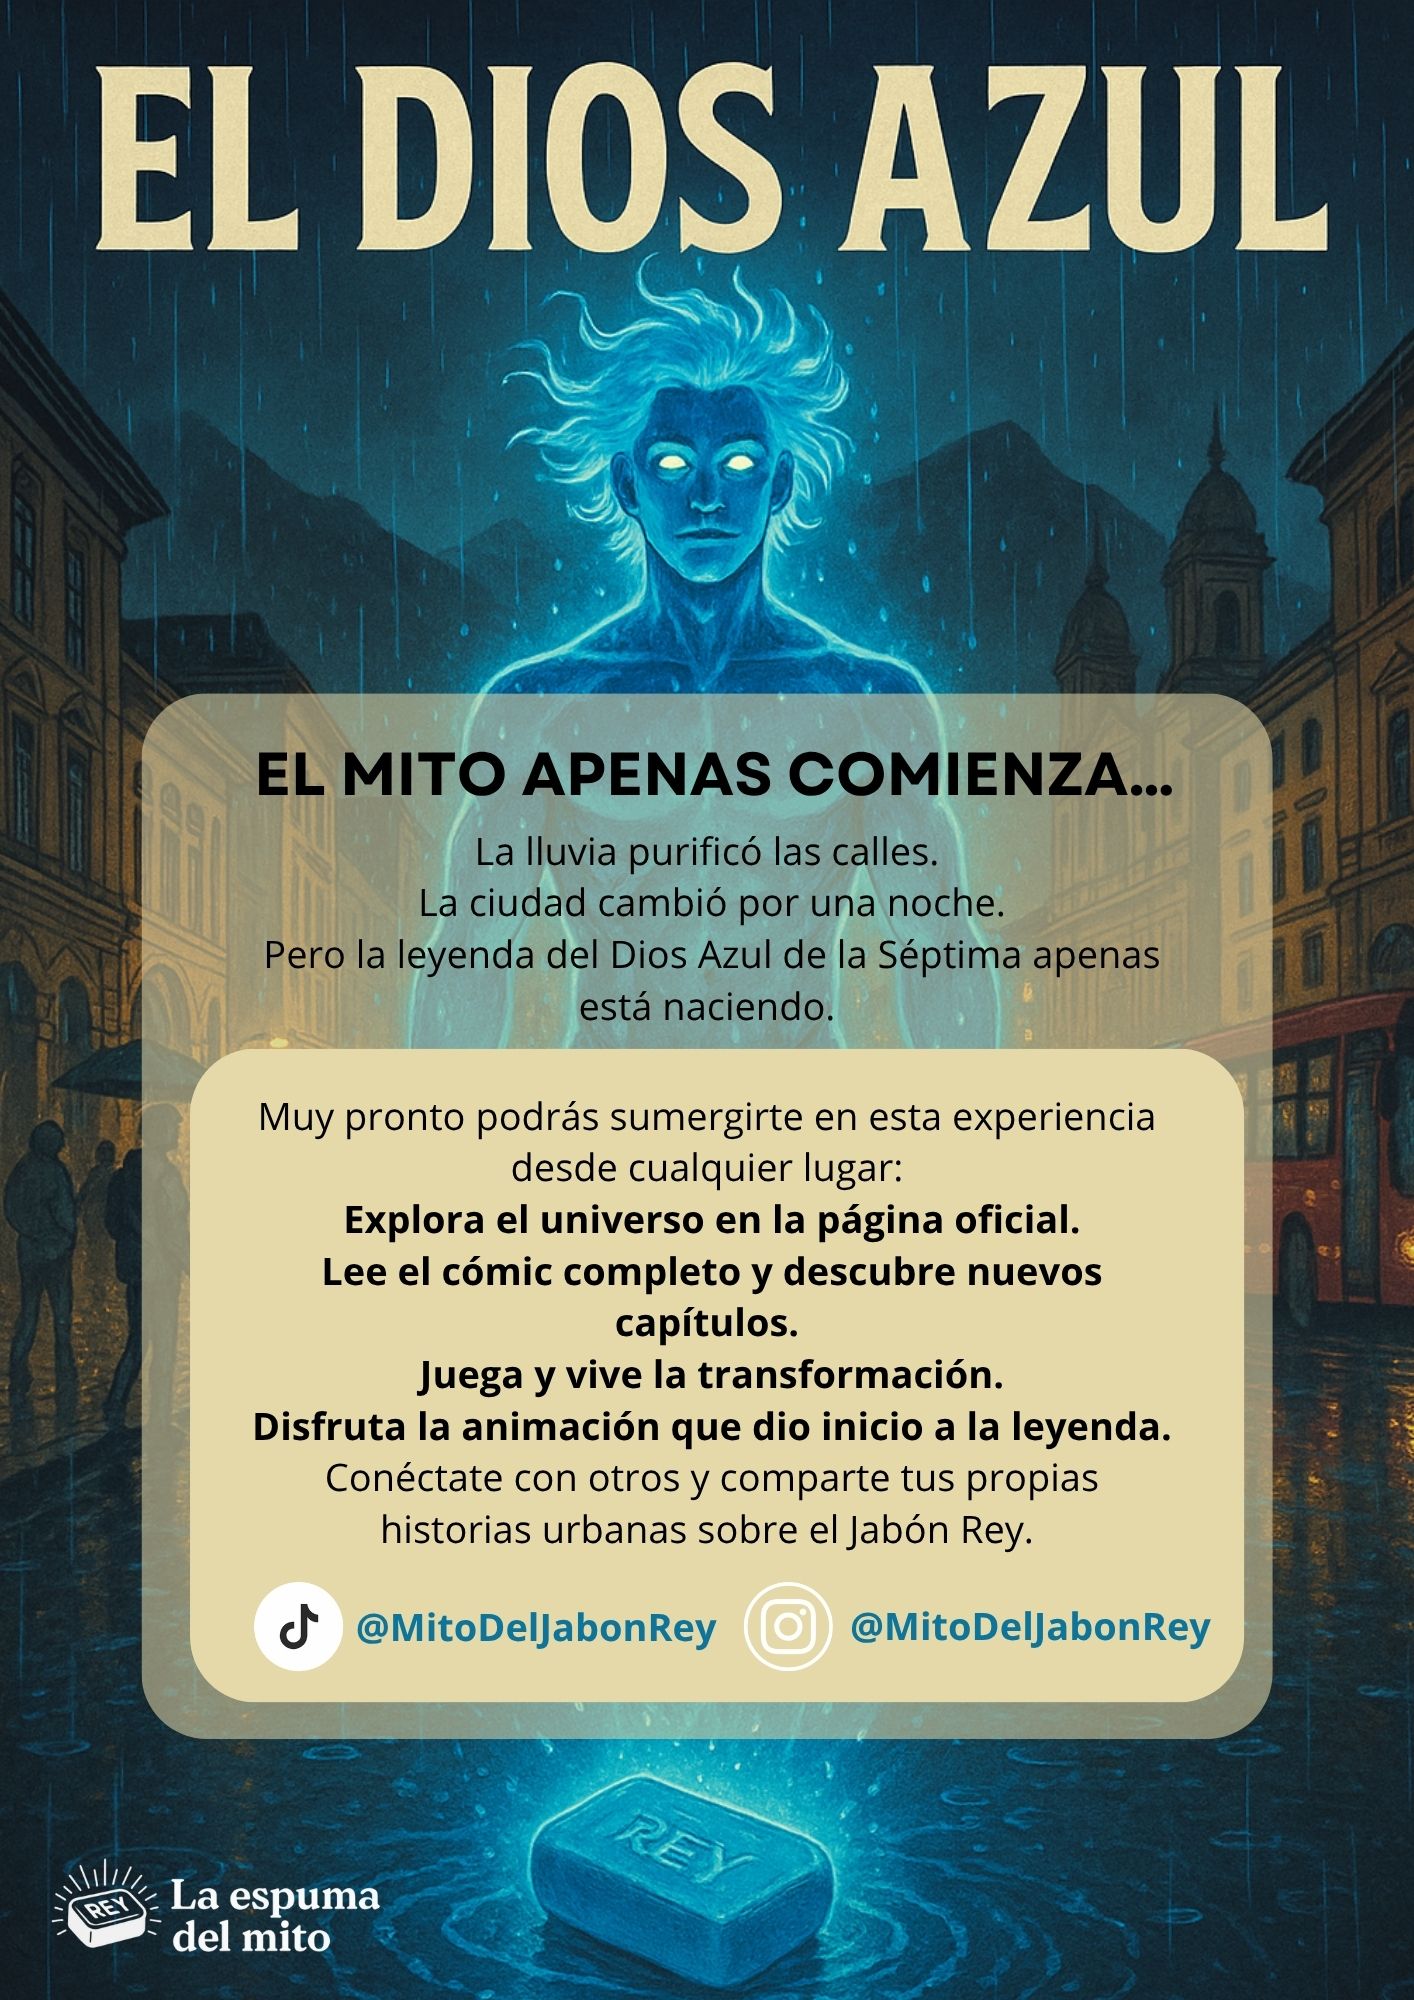 EL DIOS AZUL
EL MITO APENAS COMIENZA...
La lluvia purificó las calles.
La ciudad cambió por una noche.
Pero la leyenda del Dios Azul de la Séptima apenas
está naciendo.
Muy pronto podrás sumergirte en esta experiencia
desde cualquier lugar:
Explora el universo en la página oficial.
Lee el cómic completo y descubre nuevos
capítulos.
Juega y vive la transformación.
Disfruta la animación que dio inicio a la leyenda.
Conéctate con otros y comparte tus propias
historias urbanas sobre el Jabón Rey.
@MitoDelJabonRey @MitoDelJabonRey
REY
REY
La espuma
del mito